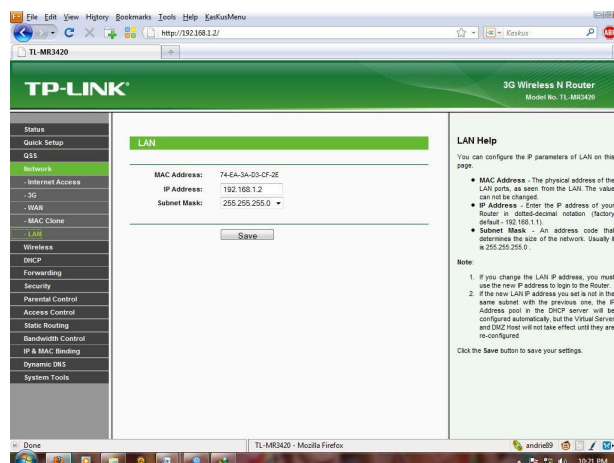 File Edit View History Bookmarks Tools Help KasKusMenu
http://192.168.1.2/
Kaskus
TL-MR3420
TP-LINK
3G Wireless N Router
Model No. TL-MR3420
Status
Quick Setup
QSS
Network
- Internet Access
- 3G
- WAN
- MAC Clone
- LAN
Wireless
DHCP
Forwarding
Security
Parental Control
Access Control
Static Routing
Bandwidth Control
IP & MAC Binding
Dynamic DNS
System Tools
LAN
MAC Address: 74-EA-3A-D3-CF-2E
IP Address: 192.168.1.2
Subnet Mask: 255.255.255.0
Save
LAN Help
You can configure the IP parameters of LAN on this
page.
MAC Address - The physical address of the
LAN ports, as seen from the LAN. The value
can not be changed.
IP Address - Enter the IP address of your
Router in dotted-decimal notation (factory
default - 192.168.1.1).
Subnet Mask - An address code that
determines the size of the network. Usually it
is 255.255.255.0 .
Note:
1. If you change the LAN IP address, you must
use the new IP address to login to the Router.
2. If the new LAN IP address you set is not in the
same subnet with the previous one, the IP
Address pool in the DHCP server will be
configured automatically, but the Virtual Server
and DMZ Host will not take effect until they are
re-configured
Click the Save button to save your settings.
Done
TL-MR3420 - Mozilla Firefox
andrie89
10:21 PM